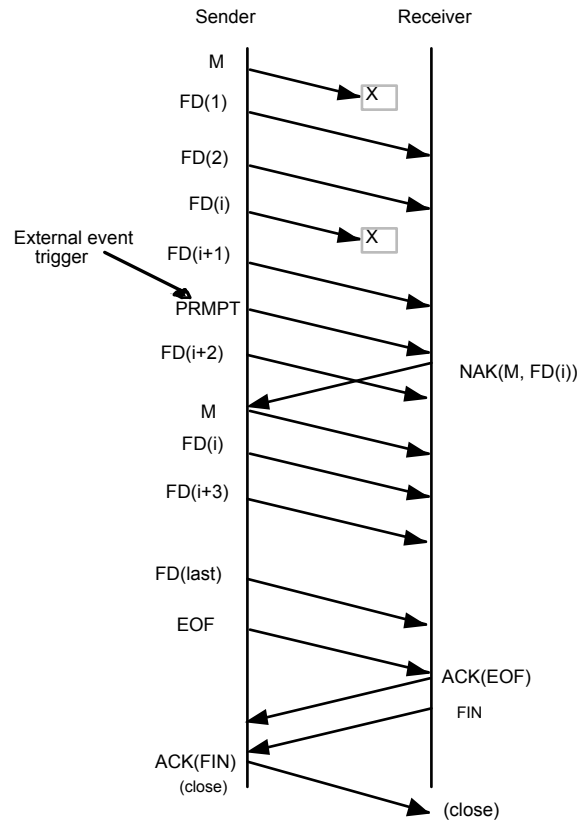 Sender
Receiver
M
X
FD(1)
FD(2)
FD(i)
X
External event
trigger
FD(i+1)
PRMPT
FD(i+2)
NAK(M, FD(i))
M
FD(i)
FD(i+3)
FD(last)
EOF
ACK(EOF)
FIN
ACK(FIN)
(close)
(close)